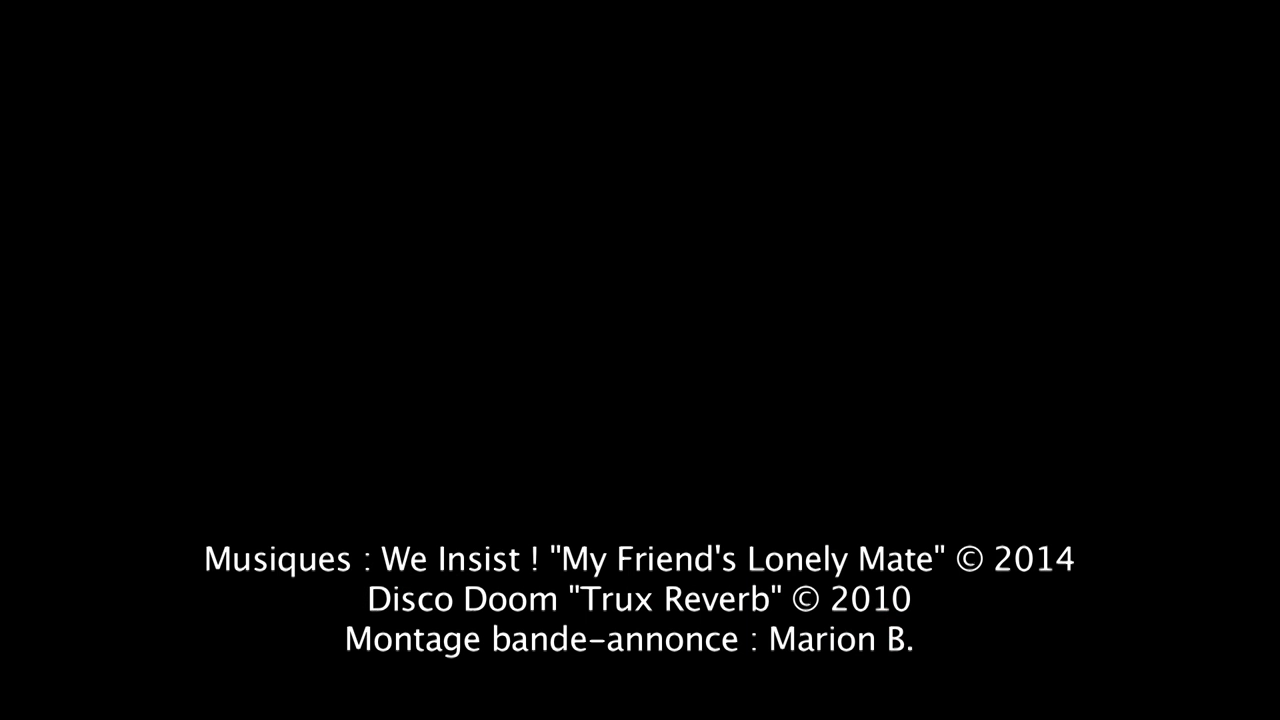 Musiques : We Insist ! "My Friend's Lonely Mate" © 2014
Disco Doom "Trux Reverb" © 2010
Montage bande-annonce : Marion B.